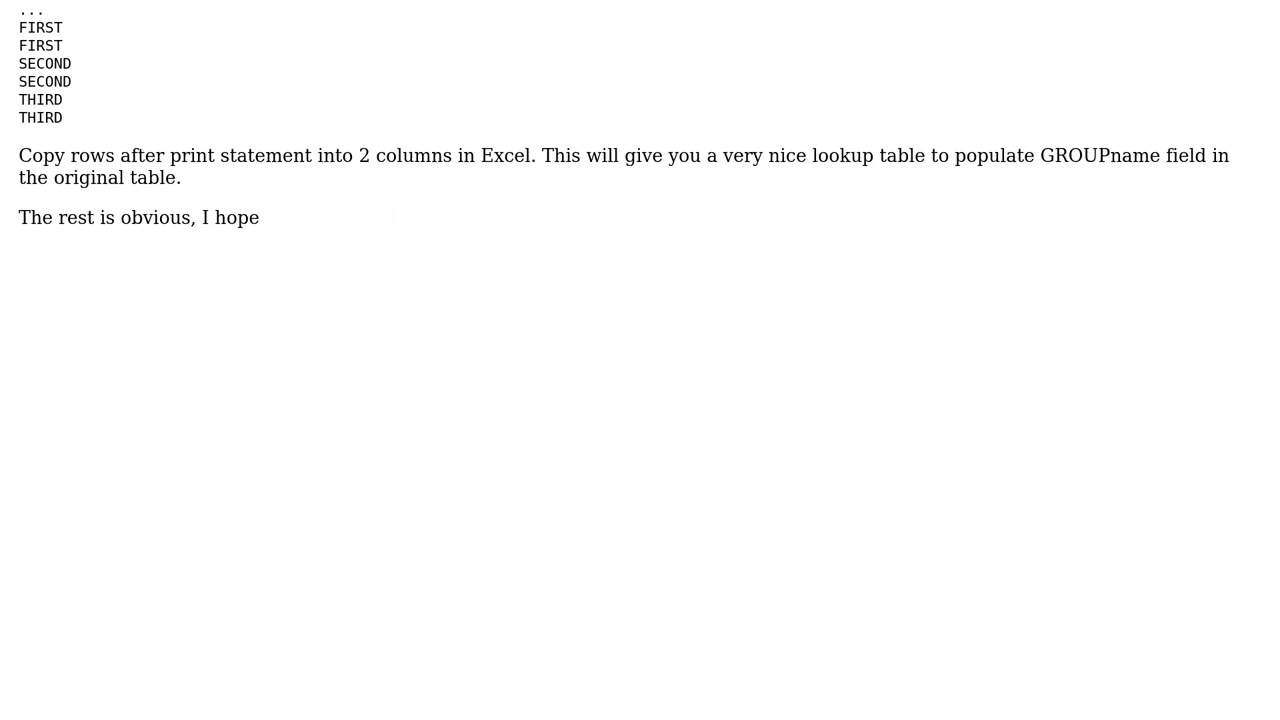 ...
FIRST
FIRST
SECOND
SECOND
THIRD
THIRD
Copy rows after print statement into 2 columns in Excel. This will give you a very nice lookup table to populate GROUPname field in
the original table.
The rest is obvious, I hope